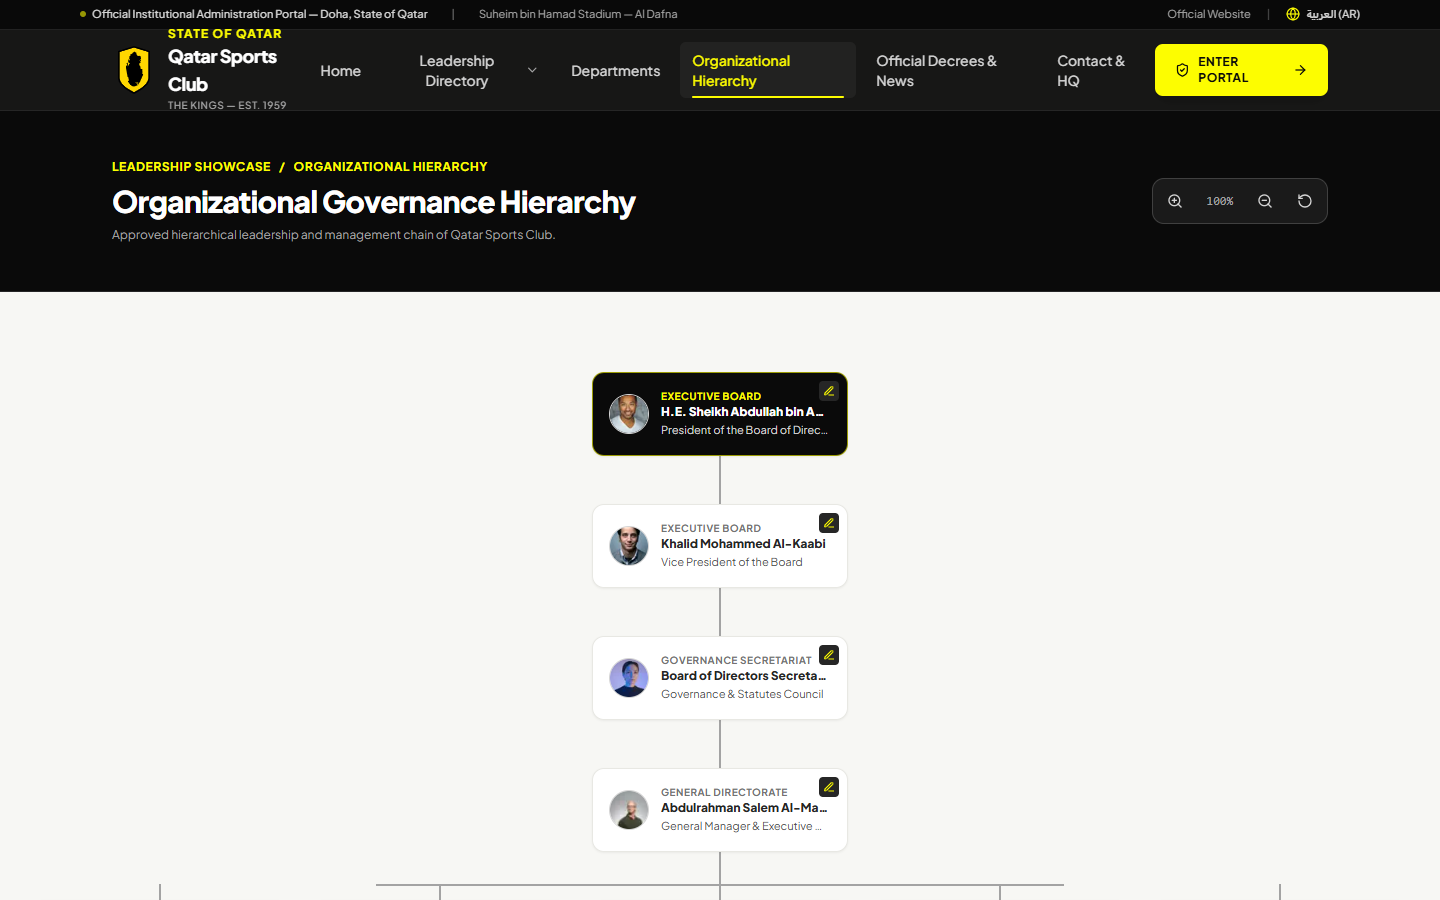 Official Institutional Administration Portal — Doha, State of Qatar | Suheim bin Hamad Stadium — Al Dafna
Official Website | العربية (AR)
STATE OF QATAR
Qatar Sports
Club
THE KINGS — EST. 1959
Home
Leadership
Directory
Departments
Organizational
Hierarchy
Official Decrees &
News
Contact &
HQ
ENTER
PORTAL
LEADERSHIP SHOWCASE / ORGANIZATIONAL HIERARCHY
Organizational Governance Hierarchy
Approved hierarchical leadership and management chain of Qatar Sports Club.
100%
EXECUTIVE BOARD
H.E. Sheikh Abdullah bin A...
President of the Board of Direc...
EXECUTIVE BOARD
Khalid Mohammed Al-Kaabi
Vice President of the Board
GOVERNANCE SECRETARIAT
Board of Directors Secreta...
Governance & Statutes Council
GENERAL DIRECTORATE
Abdulrahman Salem Al-Ma...
General Manager & Executive ...